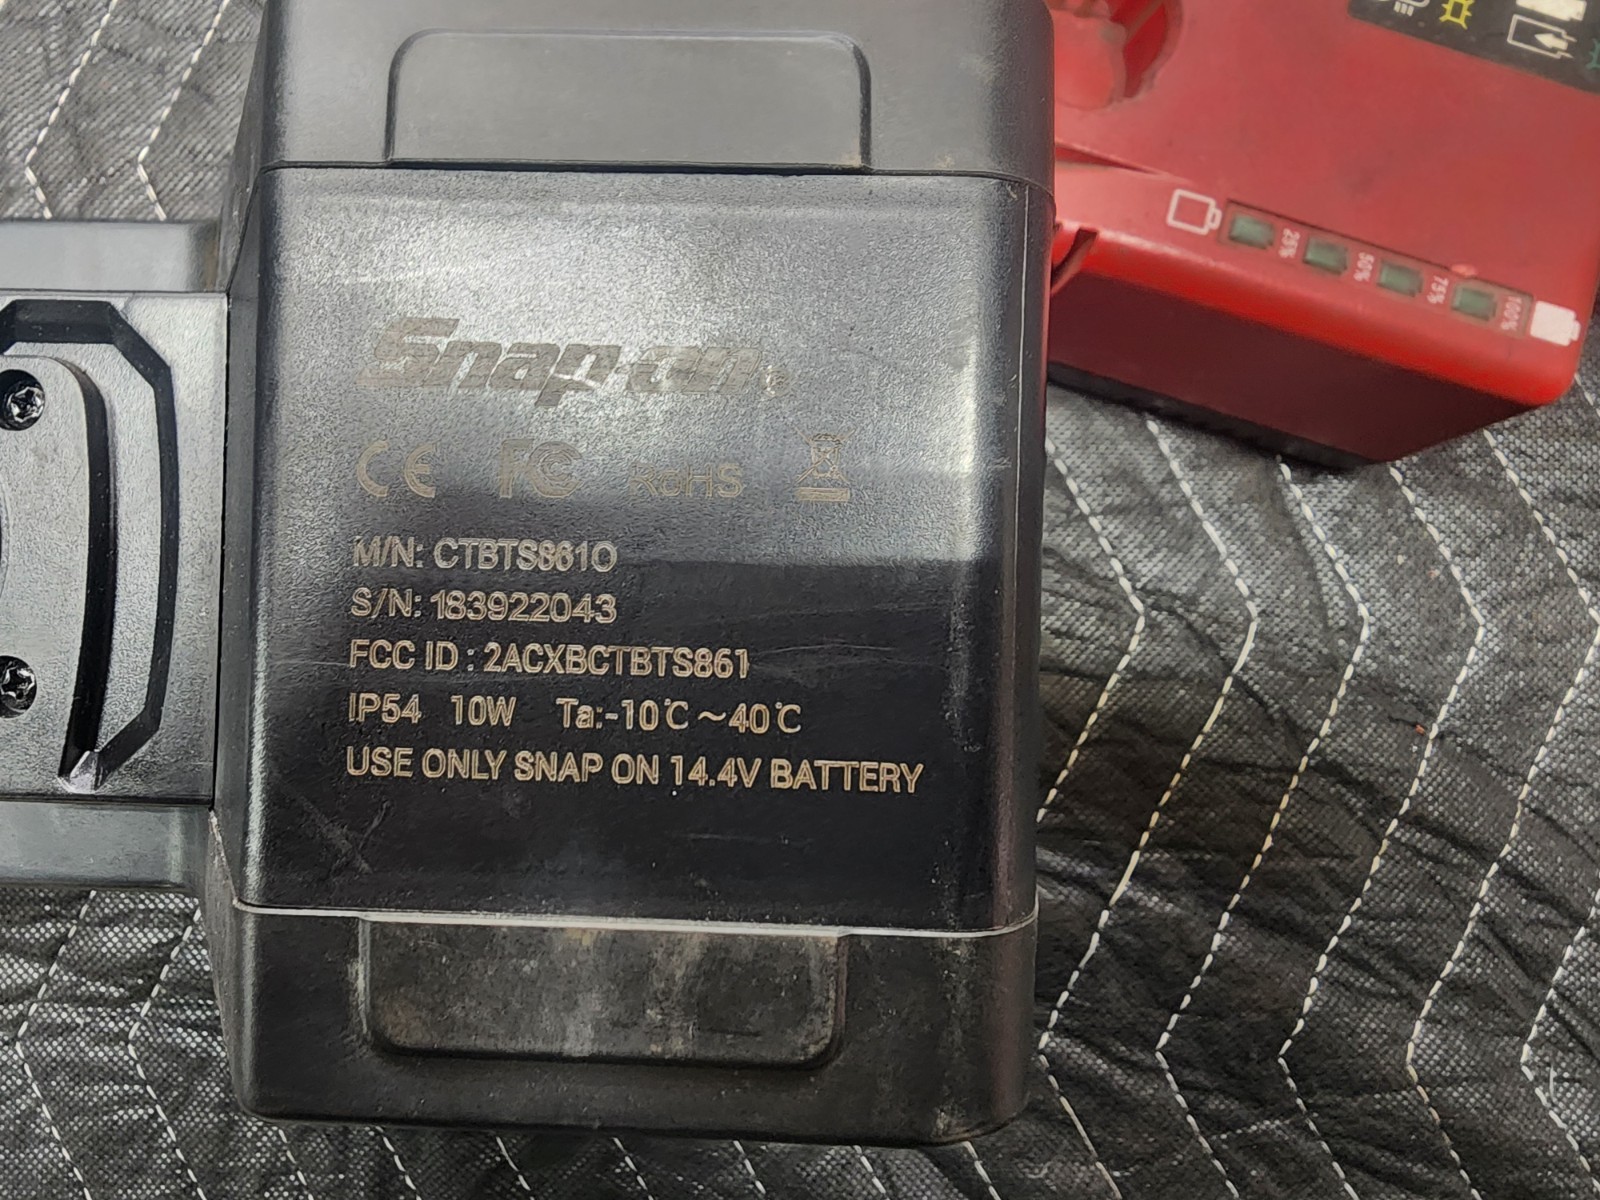 Snap-on®
CE FC RoHS
M/N: CTBTS861O
S/N: 183922043
FCC ID : 2ACXBCTBTS861
IP54 10W Ta:-10℃~40℃
USE ONLY SNAP ON 14.4V BATTERY
25% 50% 75% 100%